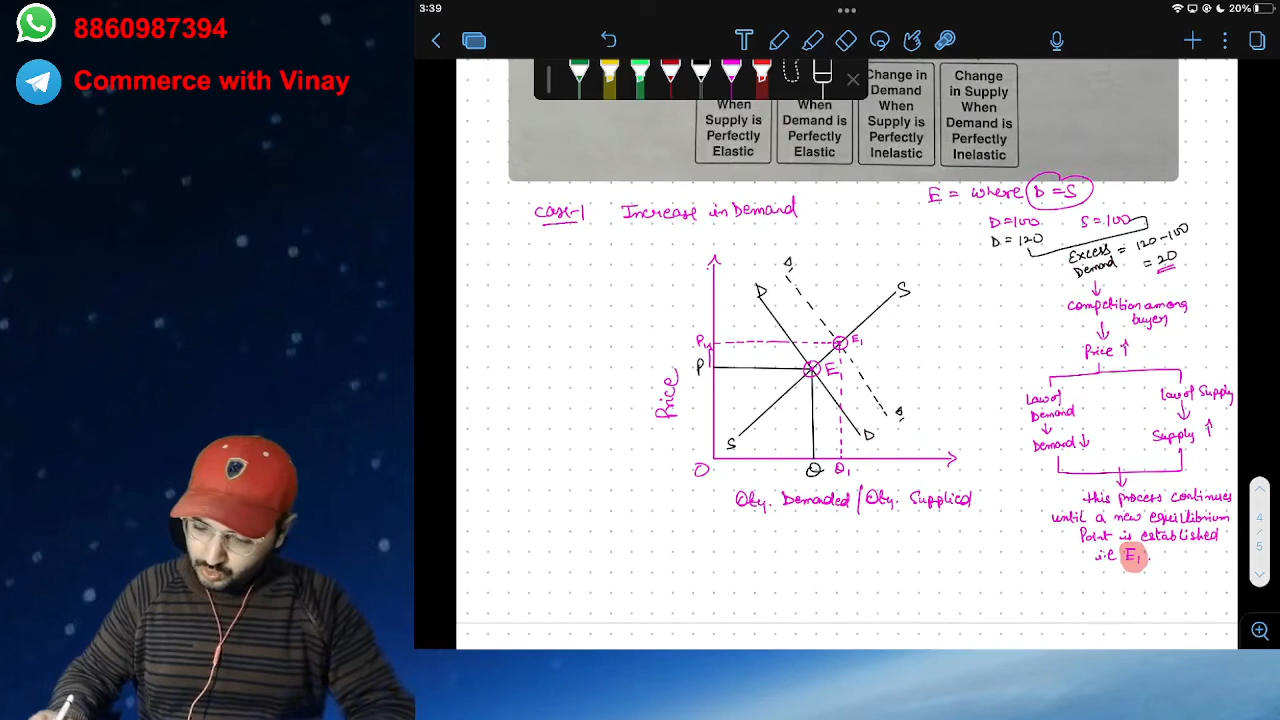 8860987394
Commerce with Vinay
3:39
20%
T
When
Supply is
Perfectly
Elastic
When
Demand is
Perfectly
Elastic
Change in
Demand
When
Supply is
Perfectly
Inelastic
Change
in Supply
When
Demand is
Perfectly
Inelastic
Case-1 Increase in Demand
E = where D = S
D=100 S=100
D=120
Excess Demand = 120-100
= 20
Competition among
buyer
Price ↑
Law of
Demand
Demand ↓
Law of Supply
Supply ↑
this process continues
until a new equilibrium
Point is established
i.e E1.
D
S
P1
E1
P
E
Price
S
D
O
Q
Q1
Qty. Demanded / Qty. Supplied
4
/
5